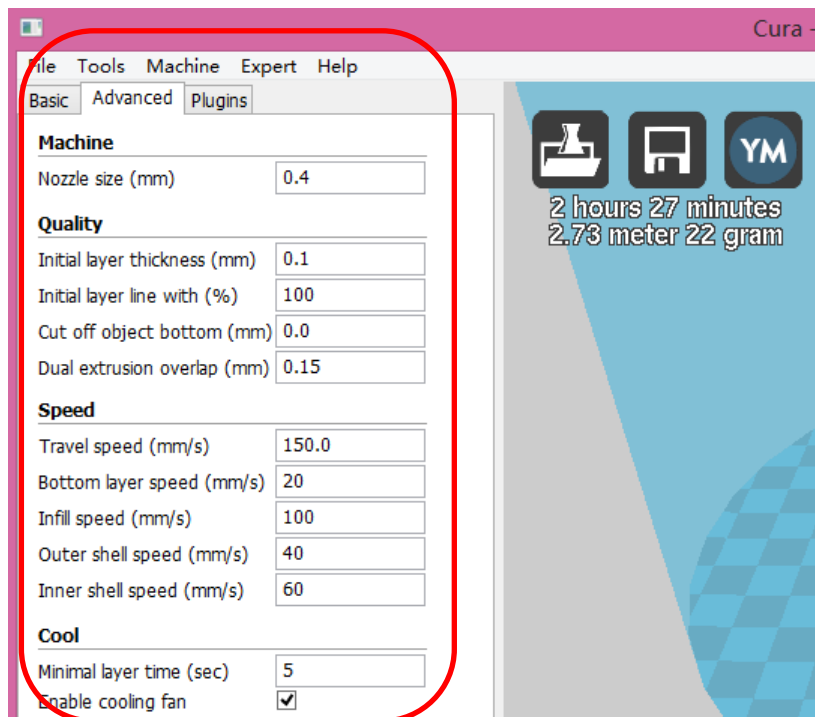 Cura -
File Tools Machine Expert Help
Basic Advanced Plugins
Machine
Nozzle size (mm) 0.4
Quality
Initial layer thickness (mm) 0.1
Initial layer line with (%) 100
Cut off object bottom (mm) 0.0
Dual extrusion overlap (mm) 0.15
Speed
Travel speed (mm/s) 150.0
Bottom layer speed (mm/s) 20
Infill speed (mm/s) 100
Outer shell speed (mm/s) 40
Inner shell speed (mm/s) 60
Cool
Minimal layer time (sec) 5
Enable cooling fan
YM
2 hours 27 minutes
2.73 meter 22 gram